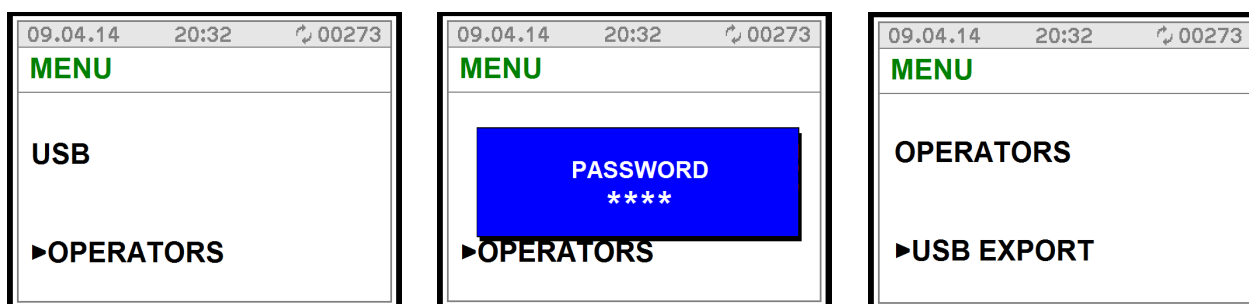 09.04.14 20:32 00273
MENU
USB
►OPERATORS
09.04.14 20:32 00273
MENU
PASSWORD
****
►OPERATORS
09.04.14 20:32 00273
MENU
OPERATORS
►USB EXPORT